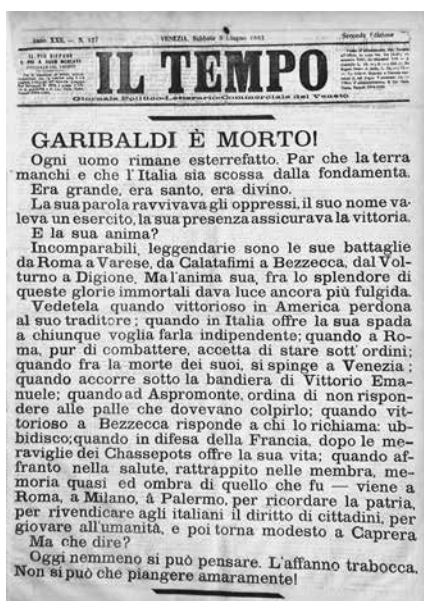 Anno XXII. — N. 127
VENEZIA, Sabbato 3 Giugno 1882
Seconda Edizione
IL TEMPO
Giornale Politico-Letterario-Commerciale del Veneto
GARIBALDI È MORTO!
Ogni uomo rimane esterrefatto. Par che la terra
manchi e che l'Italia sia scossa dalla fondamenta.
Era grande, era santo, era divino.
La sua parola ravvivava gli oppressi, il suo nome va-
leva un esercito, la sua presenza assicurava la vittoria.
E la sua anima?
Incomparabili, leggendarie sono le sue battaglie
da Roma a Varese, da Calatafimi a Bezzecca, dal Vol-
turno a Digione. Ma l'anima sua, fra lo splendore di
queste glorie immortali dava luce ancora più fulgida.
Vedetela quando vittorioso in America perdona
al suo traditore; quando in Italia offre la sua spada
a chiunque voglia farla indipendente; quando a Ro-
ma, pur di combattere, accetta di stare sott' ordini;
quando fra la morte dei suoi, si spinge a Venezia;
quando accorre sotto la bandiera di Vittorio Ema-
nuele; quando ad Aspromonte, ordina di non rispon-
dere alle palle che dovevano colpirlo; quando vit-
torioso a Bezzecca risponde a chi lo richiama: ub-
bidisco; quando in difesa della Francia, dopo le me-
raviglie dei Chassepots offre la sua vita; quando af-
franto nella salute, rattrappito nelle membra, me-
moria quasi ed ombra di quello che fu — viene a
Roma, a Milano, à Palermo, per ricordare la patria,
per rivendicare agli italiani il diritto di cittadini, per
giovare all'umanità, e poi torna modesto a Caprera
Ma che dire?
Oggi nemmeno si può pensare. L'affanno trabocca.
Non si può che piangere amaramente!